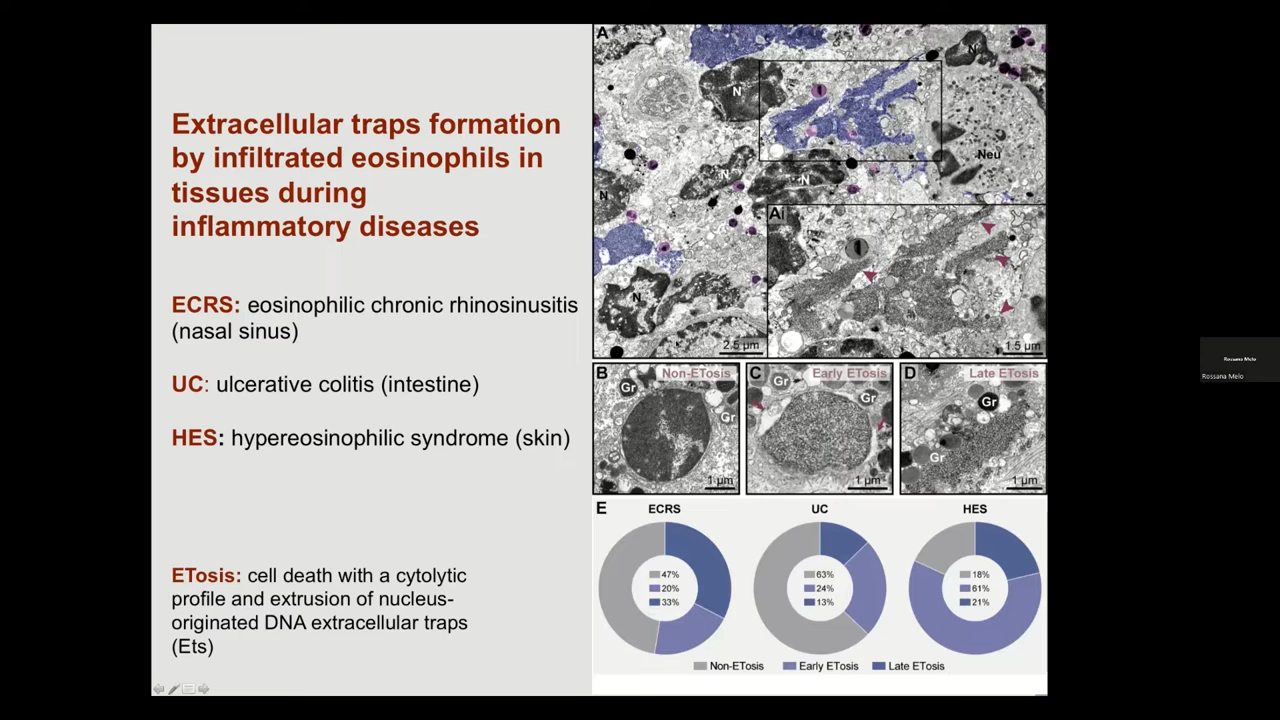 Extracellular traps formation
by infiltrated eosinophils in
tissues during
inflammatory diseases
ECRS: eosinophilic chronic rhinosinusitis
(nasal sinus)
UC: ulcerative colitis (intestine)
HES: hypereosinophilic syndrome (skin)
ETosis: cell death with a cytolytic
profile and extrusion of nucleus-
originated DNA extracellular traps
(Ets)
A
N
N
Neu
N
N
N
N
2.5 µm
Ai
1.5 µm
B
Non-ETosis
Gr
Gr
1 µm
C
Early ETosis
Gr
Gr
1 µm
D
Late ETosis
Gr
Gr
1 µm
E
ECRS
47%
20%
33%
UC
63%
24%
13%
HES
18%
61%
21%
Non-ETosis Early ETosis Late ETosis
Rossana Melo
Rossana Melo